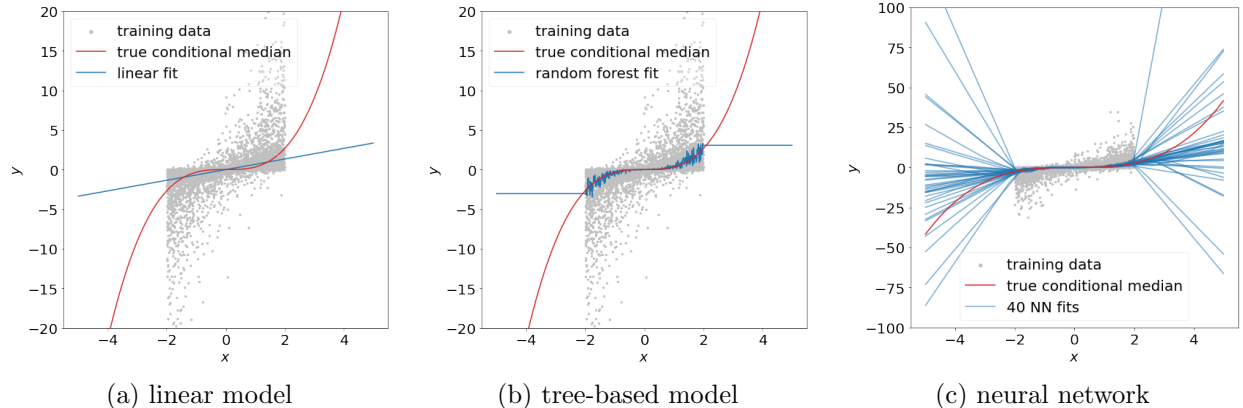 training data
true conditional median
linear fit
20
15
10
5
0
−5
−10
−15
−20
y
−4 −2 0 2 4
x
(a) linear model
training data
true conditional median
random forest fit
20
15
10
5
0
−5
−10
−15
−20
y
−4 −2 0 2 4
x
(b) tree-based model
100
75
50
25
0
−25
−50
−75
−100
y
training data
true conditional median
40 NN fits
−4 −2 0 2 4
x
(c) neural network